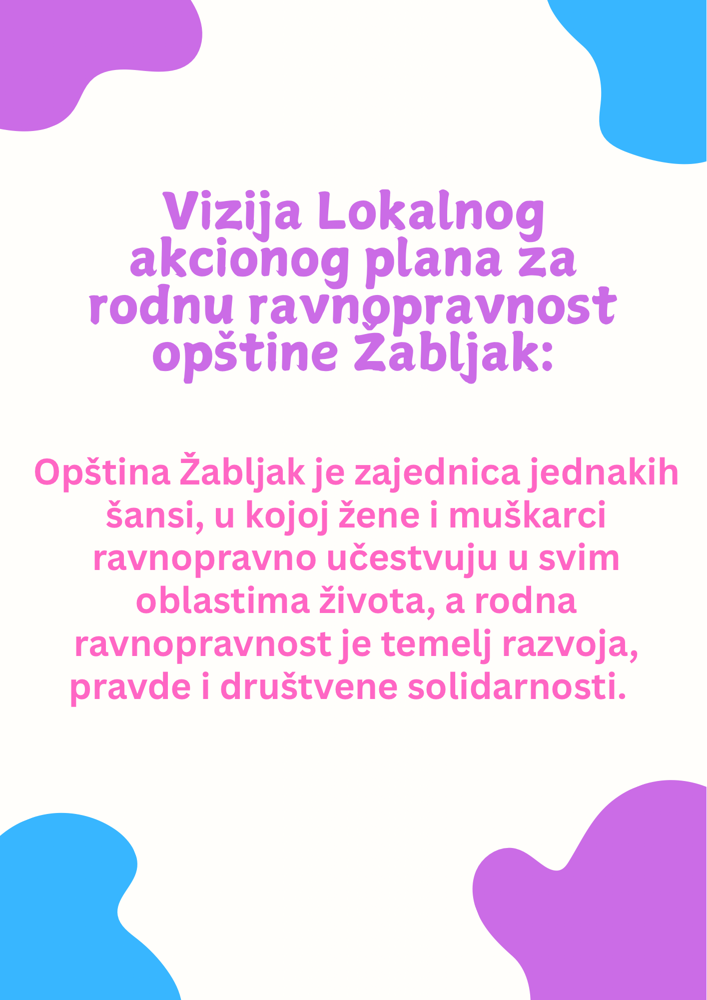 Vizija Lokalnog
akcionog plana za
rodnu ravnopravnost
opštine Žabljak:
Opština Žabljak je zajednica jednakih
šansi, u kojoj žene i muškarci
ravnopravno učestvuju u svim
oblastima života, a rodna
ravnopravnost je temelj razvoja,
pravde i društvene solidarnosti.